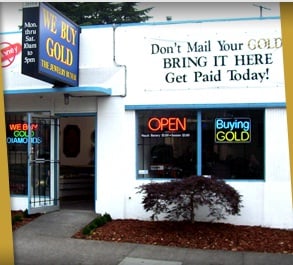 Mon.
thru
Sat.
10am
to
5pm
WE BUY
GOLD
THE JEWELRY BUYER
Don't Mail Your GOLD
BRING IT HERE
Get Paid Today!
WE BUY
GOLD
DIAMONDS
OPEN
Buying
GOLD